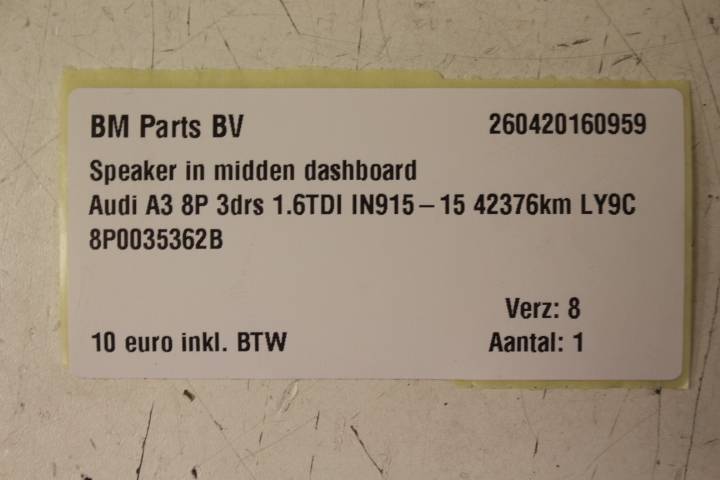 BM Parts BV 260420160959
Speaker in midden dashboard
Audi A3 8P 3drs 1.6TDI IN915-15 42376km LY9C
8P0035362B
Verz: 8
10 euro inkl. BTW Aantal: 1